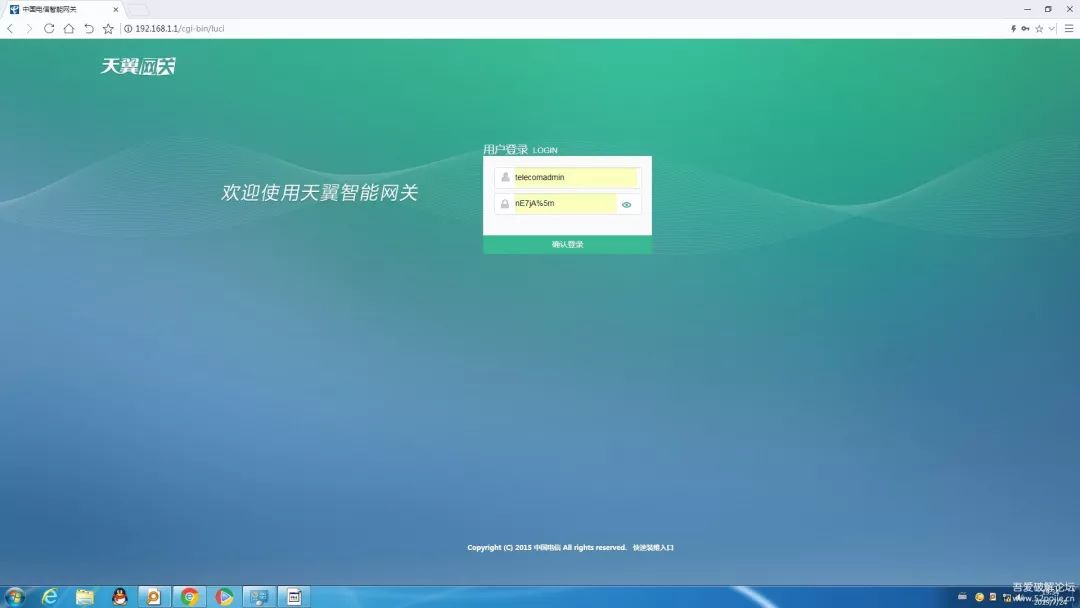 中国电信智能网关
192.168.1.1/cgi-bin/luci
天翼网关
用户登录 LOGIN
telecomadmin
欢迎使用天翼智能网关
nE7jA%5m
确认登录
Copyright (C) 2015 中国电信 All rights reserved. 快速装维入口
吾爱破解论坛
www.52pojie.cn